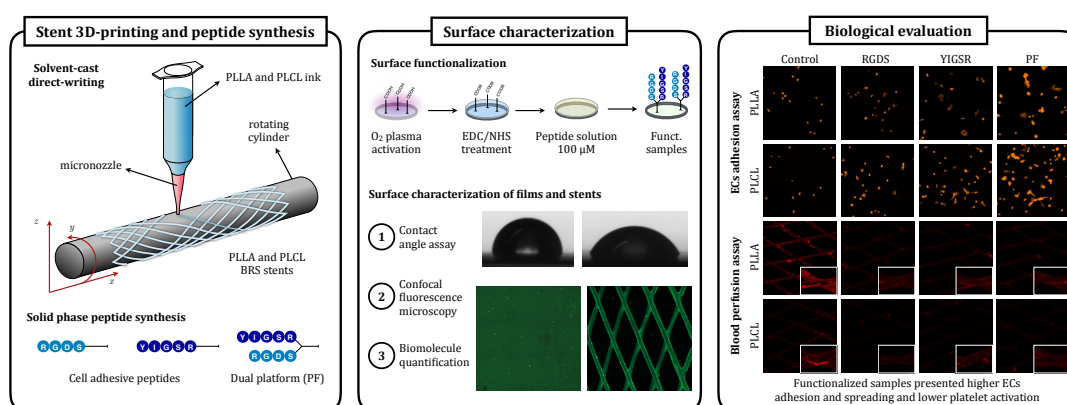 Stent 3D-printing and peptide synthesis
Solvent-cast
direct-writing
PLLA and PLCL ink
rotating
cylinder
micronozzle
z
y
x
PLLA and PLCL
BRS stents
Solid phase peptide synthesis
R G D S
Y I G S R
Y I G S R
R G D S
Cell adhesive peptides
Dual platform (PF)
Surface characterization
Surface functionalization
COOH
COOH
COOH
COOH
COOH
COOH
RGDS
YIGSR
RGDS
YIGSR
O₂ plasma
activation
EDC/NHS
treatment
Peptide solution
100 μM
Funct.
samples
Surface characterization of films and stents
1 Contact
angle assay
2 Confocal
fluorescence
microscopy
3 Biomolecule
quantification
Biological evaluation
Control RGDS YIGSR PF
ECs adhesion assay
PLLA
PLCL
Blood perfusion assay
PLLA
PLCL
Functionalized samples presented higher ECs
adhesion and spreading and lower platelet activation